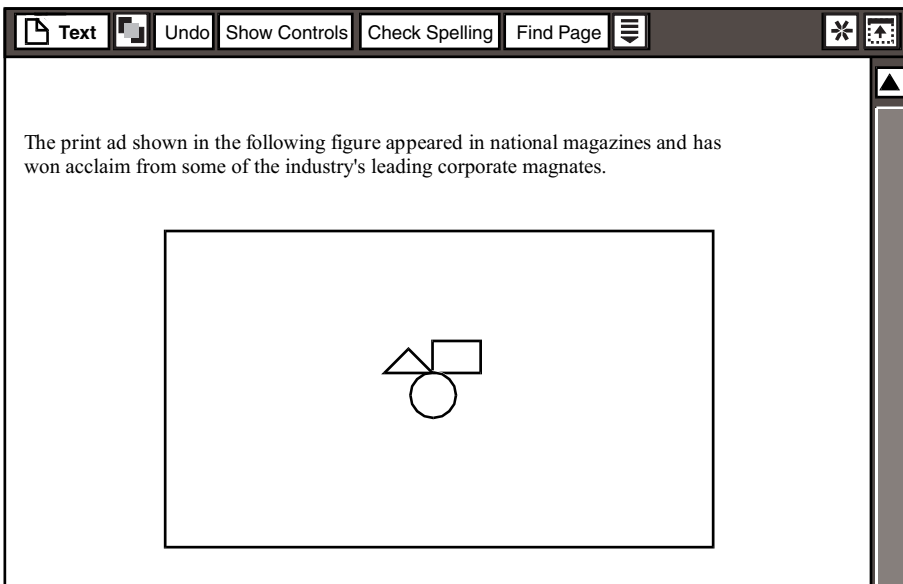 Text Undo Show Controls Check Spelling Find Page
The print ad shown in the following figure appeared in national magazines and has
won acclaim from some of the industry's leading corporate magnates.